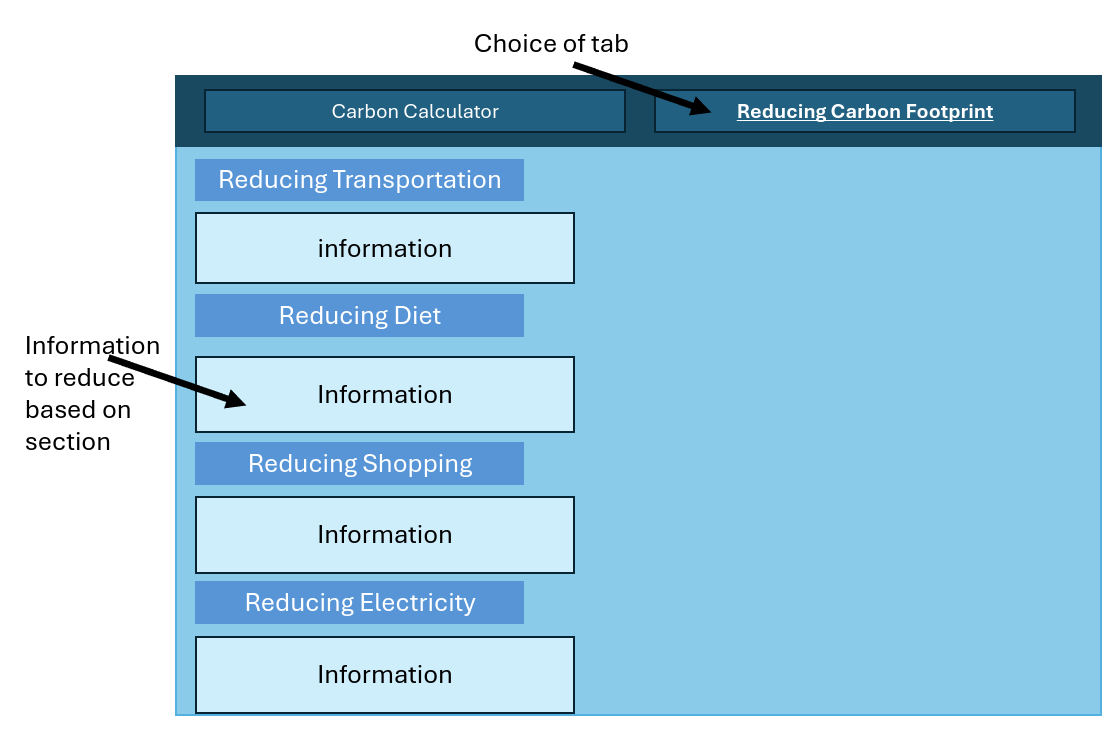 Choice of tab
Carbon Calculator
Reducing Carbon Footprint
Reducing Transportation
information
Reducing Diet
Information
to reduce
based on
section
Information
Reducing Shopping
Information
Reducing Electricity
Information